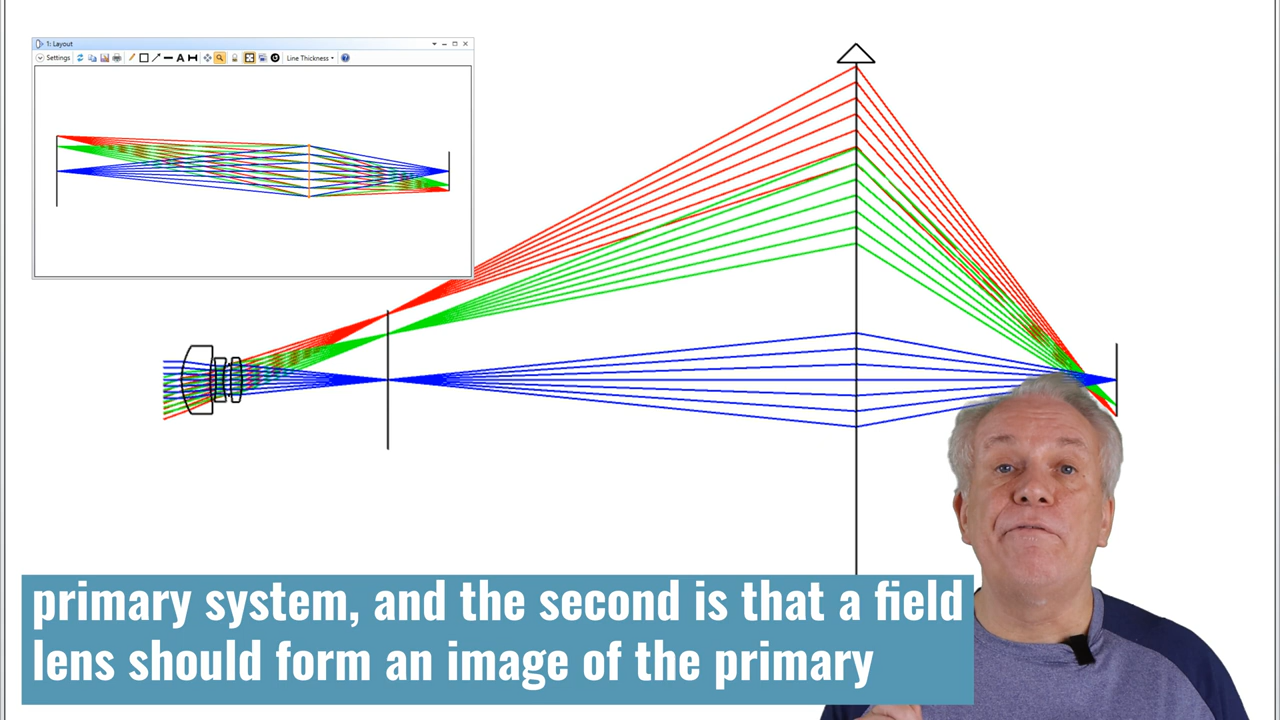 1: Layout
Settings
A
Line Thickness
primary system, and the second is that a field
lens should form an image of the primary